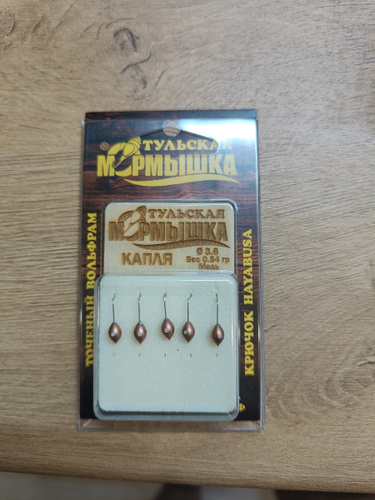 ТУЛЬСКАЯ
® МОРМЫШКА
ТУЛЬСКАЯ
МОРМЫШКА
КАПЛЯ
Ø 3.6
Вес 0.54 гр
Медь
ТОЧЕНЫЙ ВОЛЬФРАМ
КРЮЧОК HAYABUSA